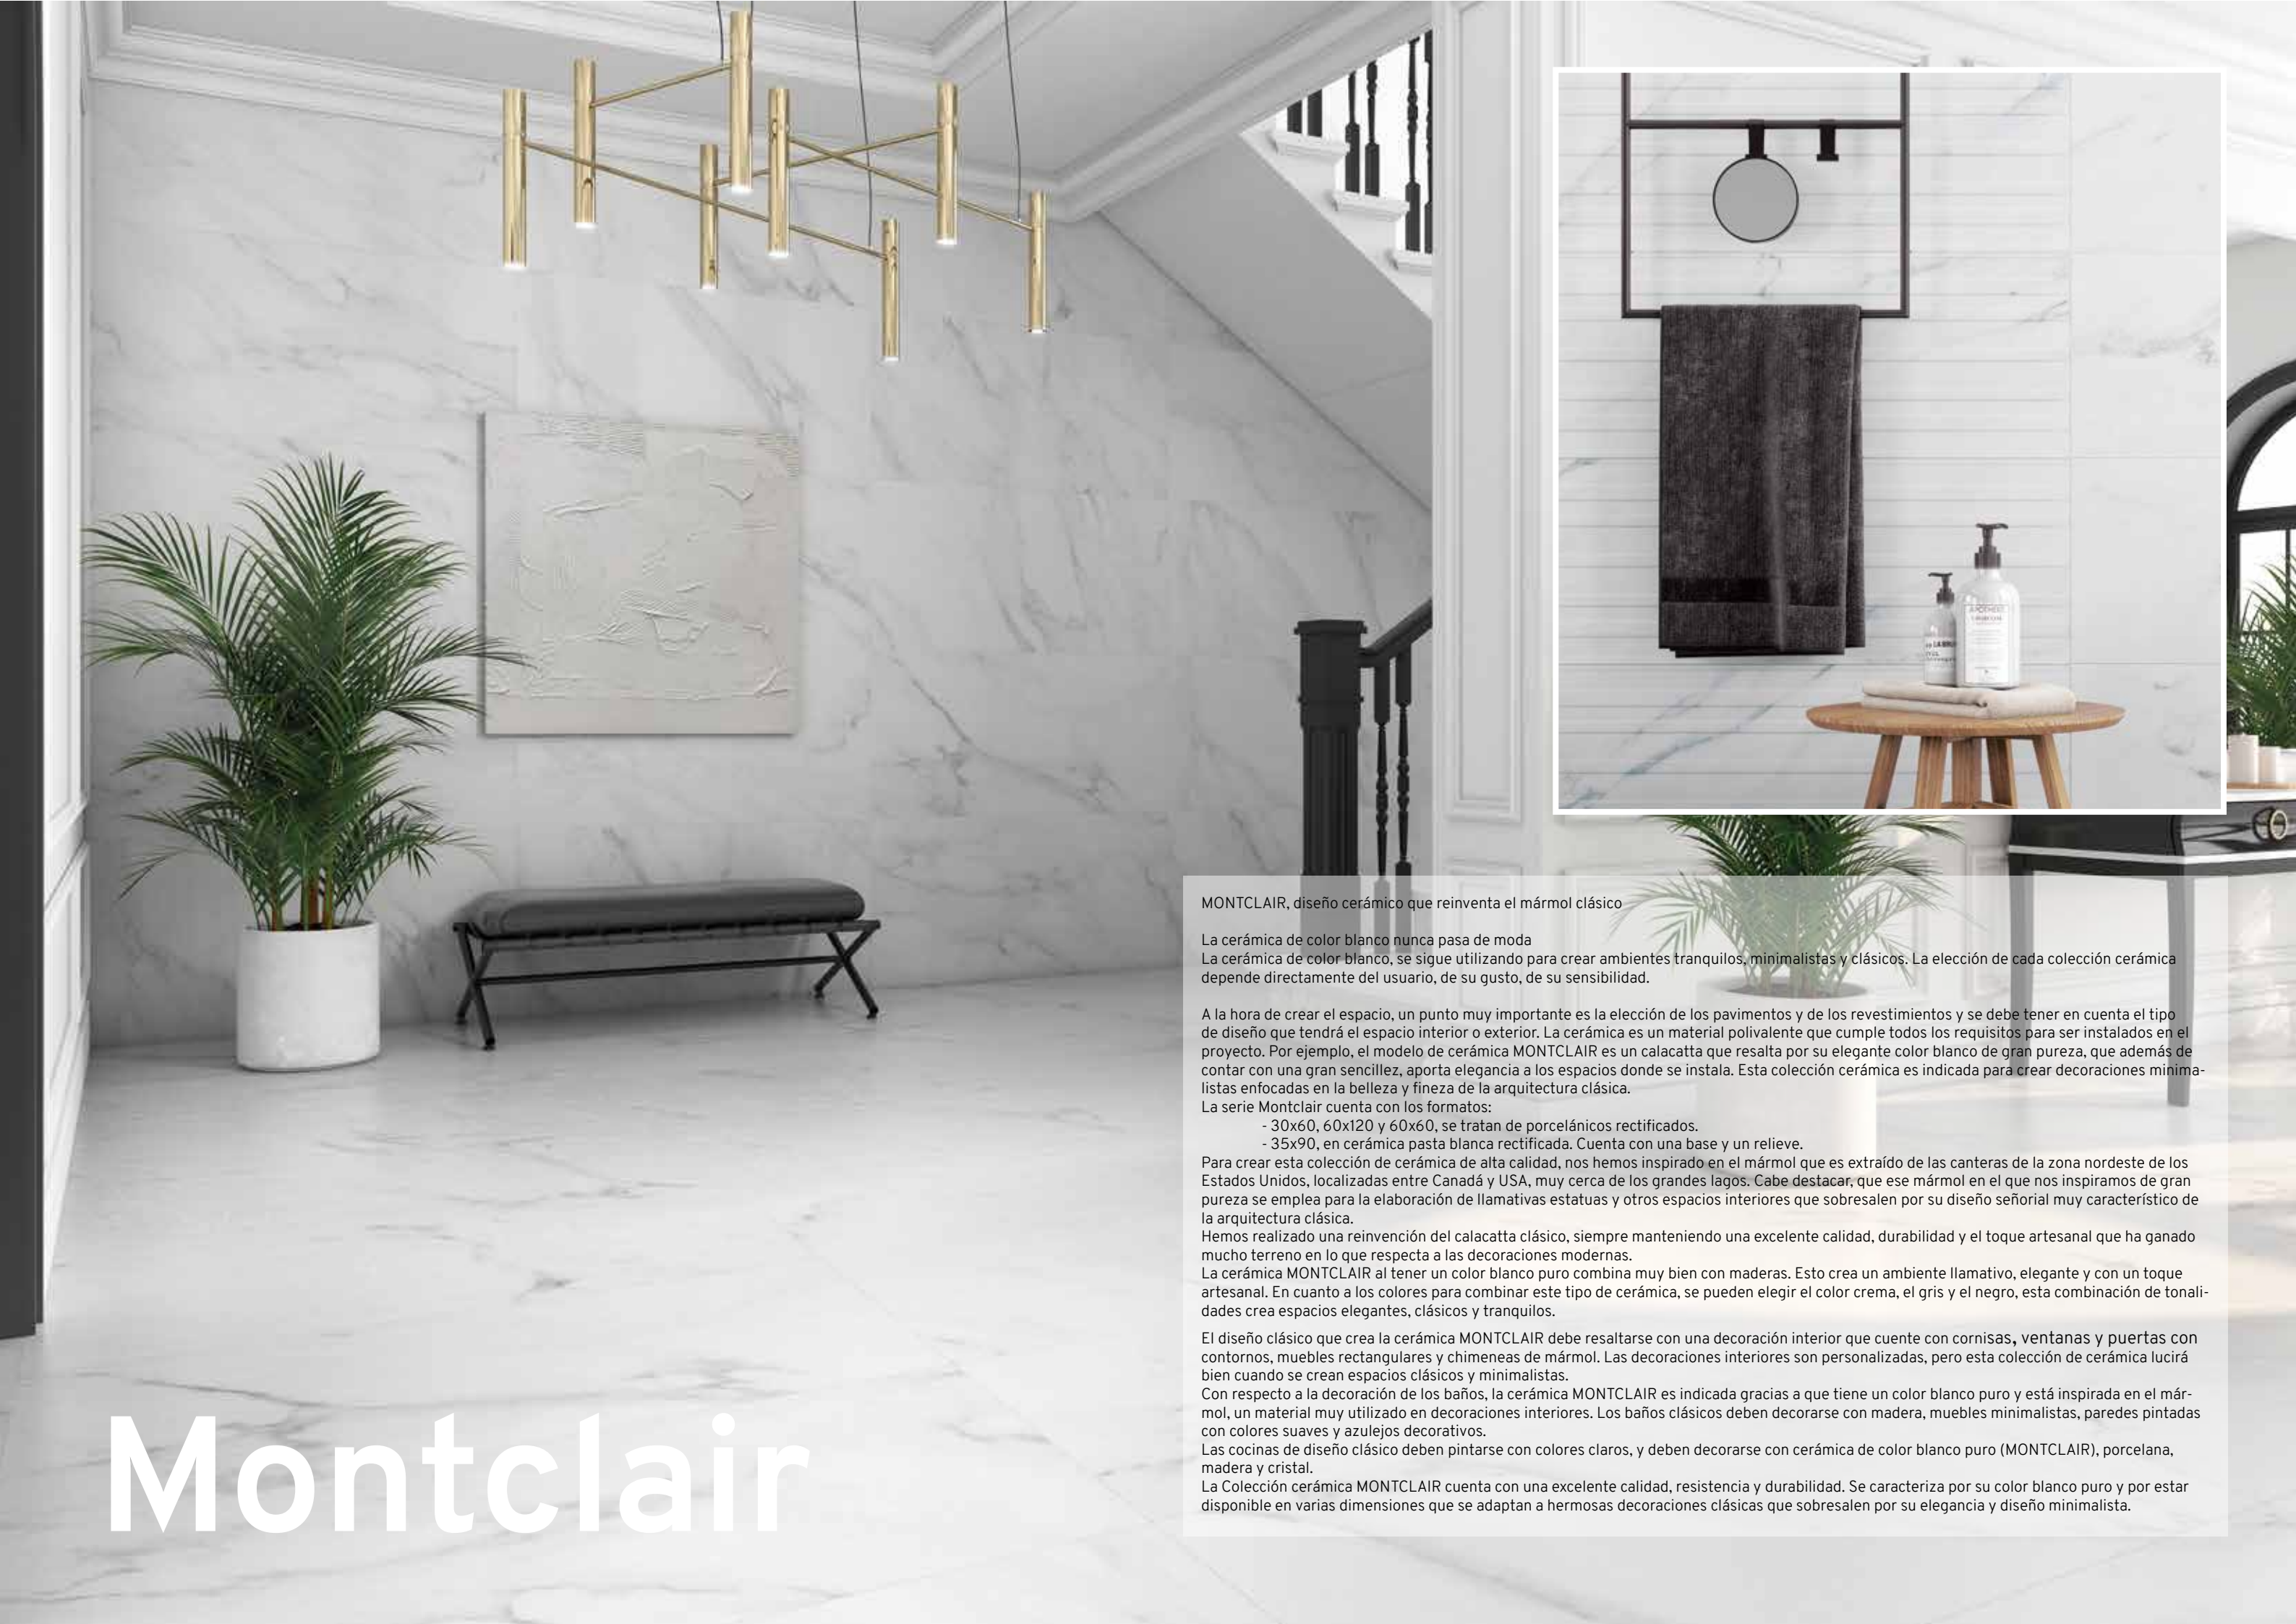 MONTCLAIR, diseño cerámico que reinventa el mármol clásico
La cerámica de color blanco nunca pasa de moda
La cerámica de color blanco, se sigue utilizando para crear ambientes tranquilos, minimalistas y clásicos. La elección de cada colección cerámica
depende directamente del usuario, de su gusto, de su sensibilidad.
A la hora de crear el espacio, un punto muy importante es la elección de los pavimentos y de los revestimientos y se debe tener en cuenta el tipo
de diseño que tendrá el espacio interior o exterior. La cerámica es un material polivalente que cumple todos los requisitos para ser instalados en el
proyecto. Por ejemplo, el modelo de cerámica MONTCLAIR es un calacatta que resalta por su elegante color blanco de gran pureza, que además de
contar con una gran sencillez, aporta elegancia a los espacios donde se instala. Esta colección cerámica es indicada para crear decoraciones minima-
listas enfocadas en la belleza y fineza de la arquitectura clásica.
La serie Montclair cuenta con los formatos:
- 30x60, 60x120 y 60x60, se tratan de porcelánicos rectificados.
- 35x90, en cerámica pasta blanca rectificada. Cuenta con una base y un relieve.
Para crear esta colección de cerámica de alta calidad, nos hemos inspirado en el mármol que es extraído de las canteras de la zona nordeste de los
Estados Unidos, localizadas entre Canadá y USA, muy cerca de los grandes lagos. Cabe destacar, que ese mármol en el que nos inspiramos de gran
pureza se emplea para la elaboración de llamativas estatuas y otros espacios interiores que sobresalen por su diseño señorial muy característico de
la arquitectura clásica.
Hemos realizado una reinvención del calacatta clásico, siempre manteniendo una excelente calidad, durabilidad y el toque artesanal que ha ganado
mucho terreno en lo que respecta a las decoraciones modernas.
La cerámica MONTCLAIR al tener un color blanco puro combina muy bien con maderas. Esto crea un ambiente llamativo, elegante y con un toque
artesanal. En cuanto a los colores para combinar este tipo de cerámica, se pueden elegir el color crema, el gris y el negro, esta combinación de tonali-
dades crea espacios elegantes, clásicos y tranquilos.
El diseño clásico que crea la cerámica MONTCLAIR debe resaltarse con una decoración interior que cuente con cornisas, ventanas y puertas con
contornos, muebles rectangulares y chimeneas de mármol. Las decoraciones interiores son personalizadas, pero esta colección de cerámica lucirá
bien cuando se crean espacios clásicos y minimalistas.
Con respecto a la decoración de los baños, la cerámica MONTCLAIR es indicada gracias a que tiene un color blanco puro y está inspirada en el már-
mol, un material muy utilizado en decoraciones interiores. Los baños clásicos deben decorarse con madera, muebles minimalistas, paredes pintadas
con colores suaves y azulejos decorativos.
Las cocinas de diseño clásico deben pintarse con colores claros, y deben decorarse con cerámica de color blanco puro (MONTCLAIR), porcelana,
madera y cristal.
La Colección cerámica MONTCLAIR cuenta con una excelente calidad, resistencia y durabilidad. Se caracteriza por su color blanco puro y por estar
disponible en varias dimensiones que se adaptan a hermosas decoraciones clásicas que sobresalen por su elegancia y diseño minimalista.
Montclair